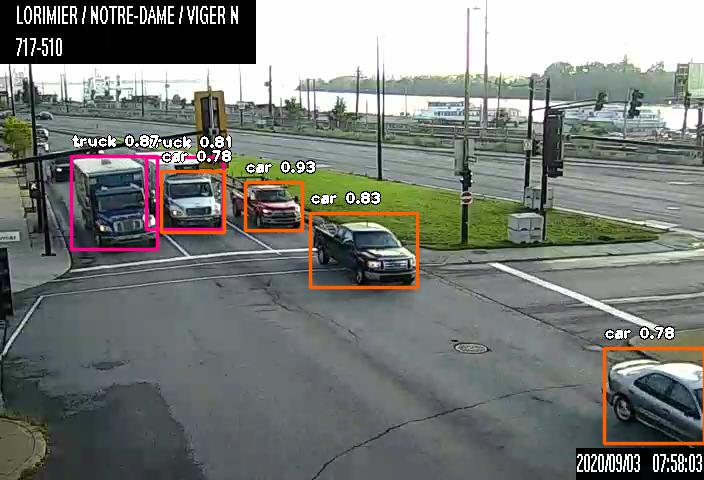 LORIMIER / NOTRE-DAME / VIGER N
717-510
truck 0.87
truck 0.81
car 0.78
car 0.93
car 0.83
car 0.78
2020/09/03 07:58:03